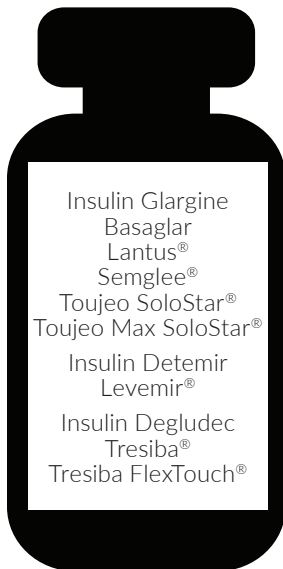 Insulin Glargine
Basaglar
Lantus®
Semglee®
Toujeo SoloStar®
Toujeo Max SoloStar®
Insulin Detemir
Levemir®
Insulin Degludec
Tresiba®
Tresiba FlexTouch®